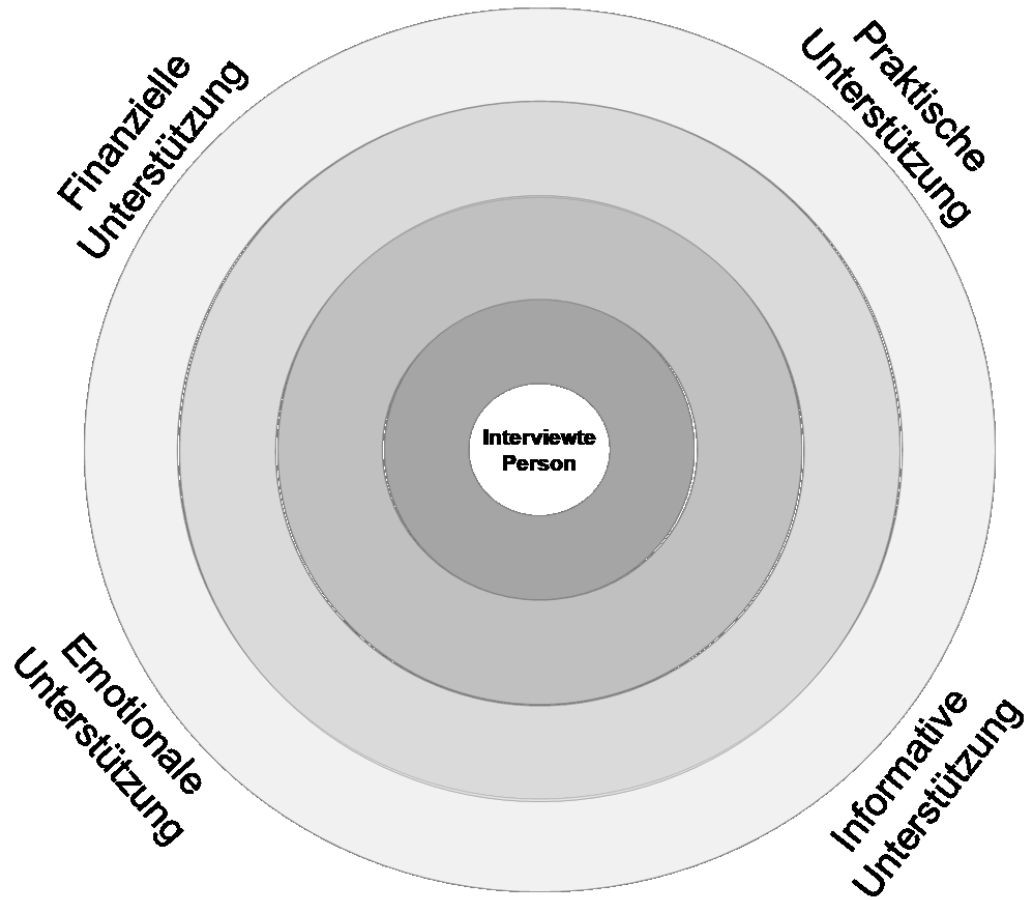 Finanzielle
Unterstützung
Praktische
Unterstützung
Interviewte
Person
Emotionale
Unterstützung
Informative
Unterstützung